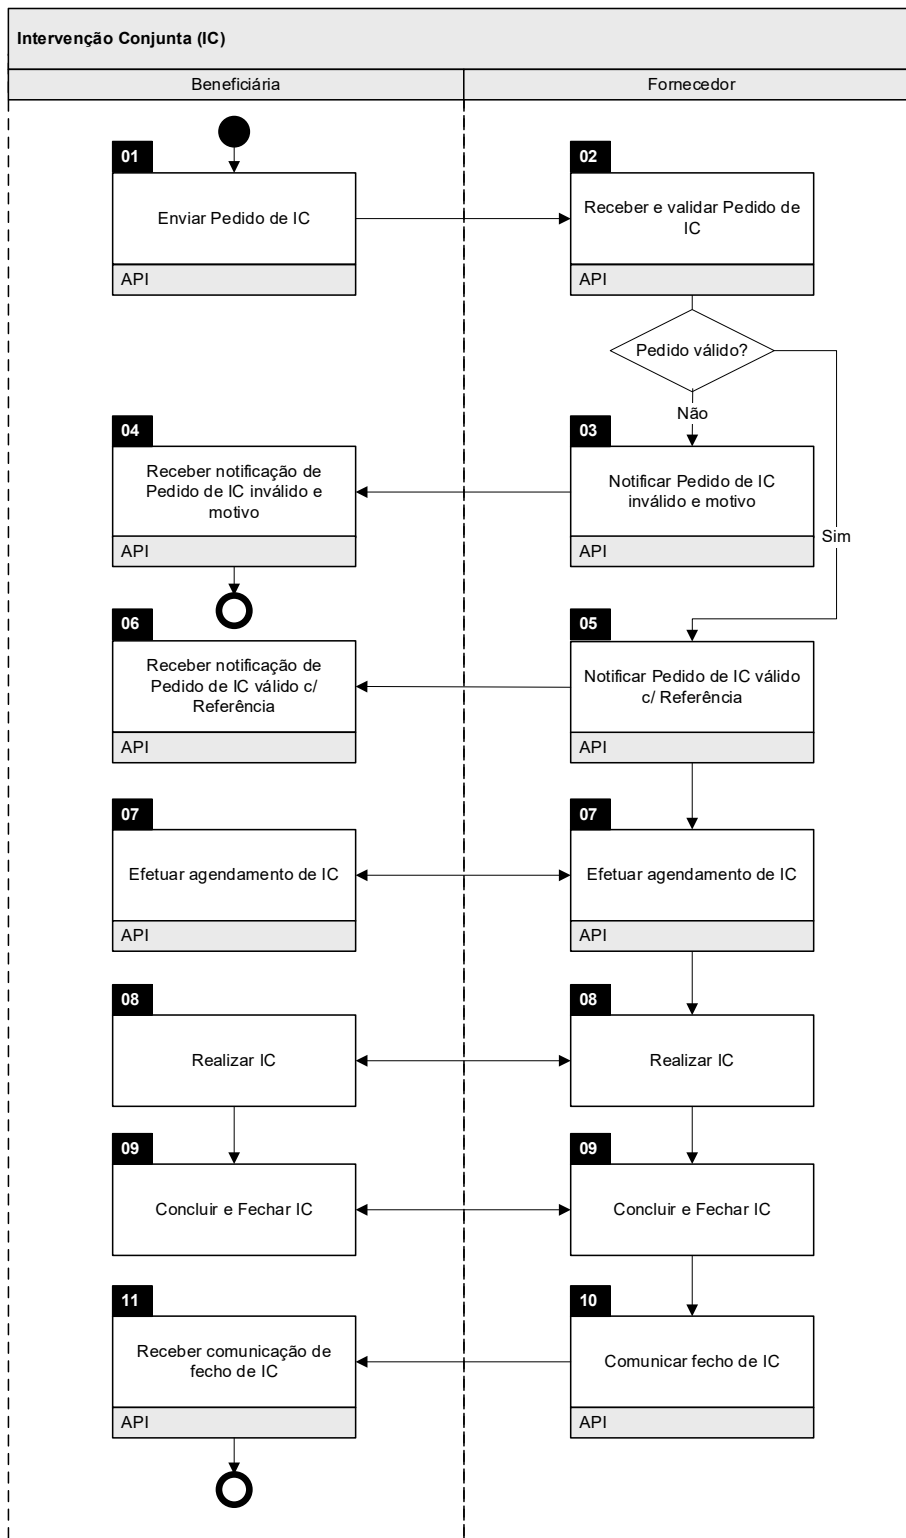 Intervenção Conjunta (IC)
Beneficiária
Fornecedor
01
Enviar Pedido de IC
API
02
Receber e validar Pedido de
IC
API
Pedido válido?
Não
Sim
04
Receber notificação de
Pedido de IC inválido e
motivo
API
03
Notificar Pedido de IC
inválido e motivo
API
06
Receber notificação de
Pedido de IC válido c/
Referência
API
05
Notificar Pedido de IC válido
c/ Referência
API
07
Efetuar agendamento de IC
API
07
Efetuar agendamento de IC
API
08
Realizar IC
08
Realizar IC
09
Concluir e Fechar IC
09
Concluir e Fechar IC
11
Receber comunicação de
fecho de IC
API
10
Comunicar fecho de IC
API